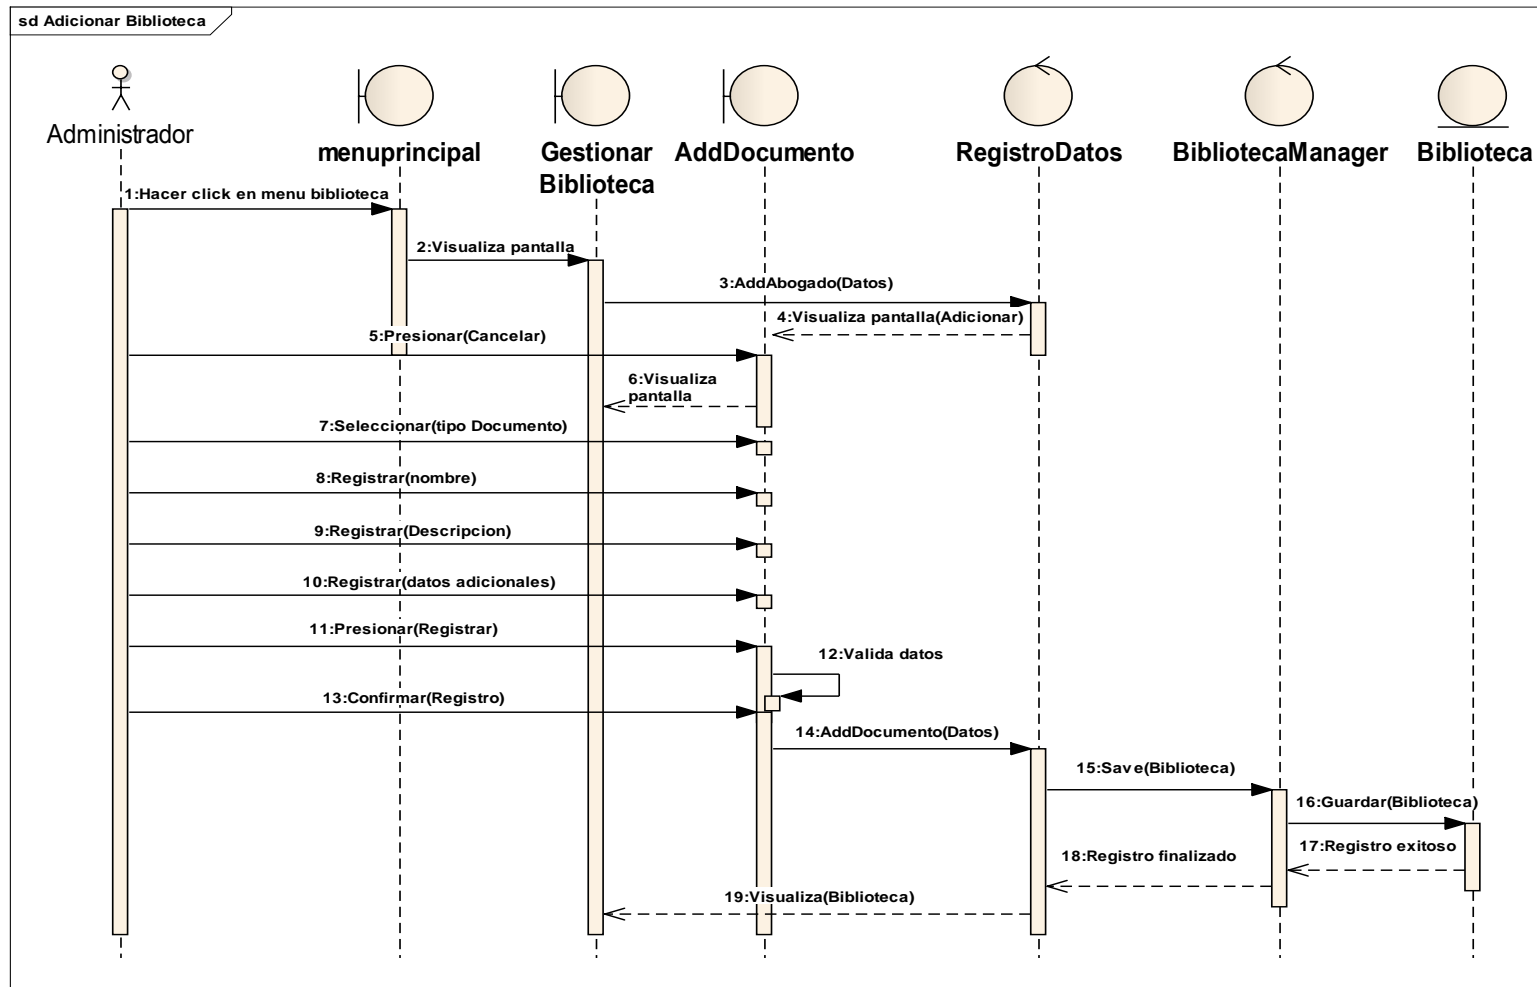 sd Adicionar Biblioteca
Administrador
menuprincipal
Gestionar
Biblioteca
AddDocumento
RegistroDatos
BibliotecaManager
Biblioteca
1:Hacer click en menu biblioteca
2:Visualiza pantalla
3:AddAbogado(Datos)
4:Visualiza pantalla(Adicionar)
5:Presionar(Cancelar)
6:Visualiza
pantalla
7:Seleccionar(tipo Documento)
8:Registrar(nombre)
9:Registrar(Descripcion)
10:Registrar(datos adicionales)
11:Presionar(Registrar)
12:Valida datos
13:Confirmar(Registro)
14:AddDocumento(Datos)
15:Save(Biblioteca)
16:Guardar(Biblioteca)
17:Registro exitoso
18:Registro finalizado
19:Visualiza(Biblioteca)